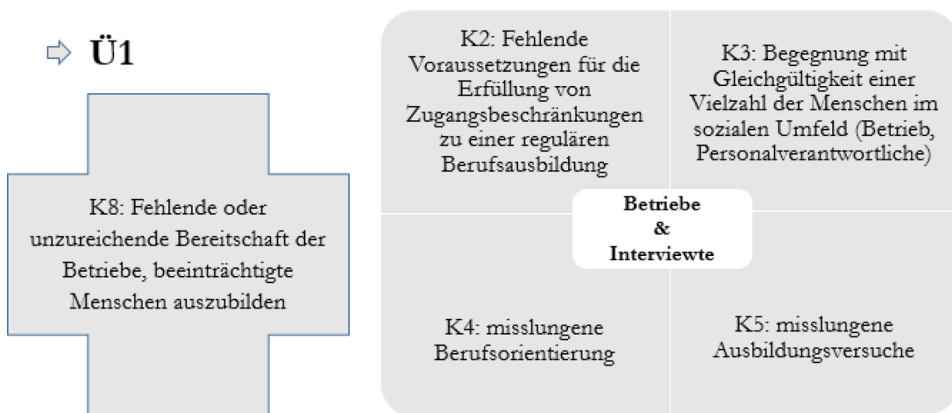 Ü1
K8: Fehlende oder
unzureichende Bereitschaft der
Betriebe, beeinträchtigte
Menschen auszubilden
K2: Fehlende
Voraussetzungen für die
Erfüllung von
Zugangsbeschränkungen
zu einer regulären
Berufsausbildung
K3: Begegnung mit
Gleichgültigkeit einer
Vielzahl der Menschen im
sozialen Umfeld (Betrieb,
Personalverantwortliche)
Betriebe
&
Interviewte
K4: misslungene
Berufsorientierung
K5: misslungene
Ausbildungsversuche